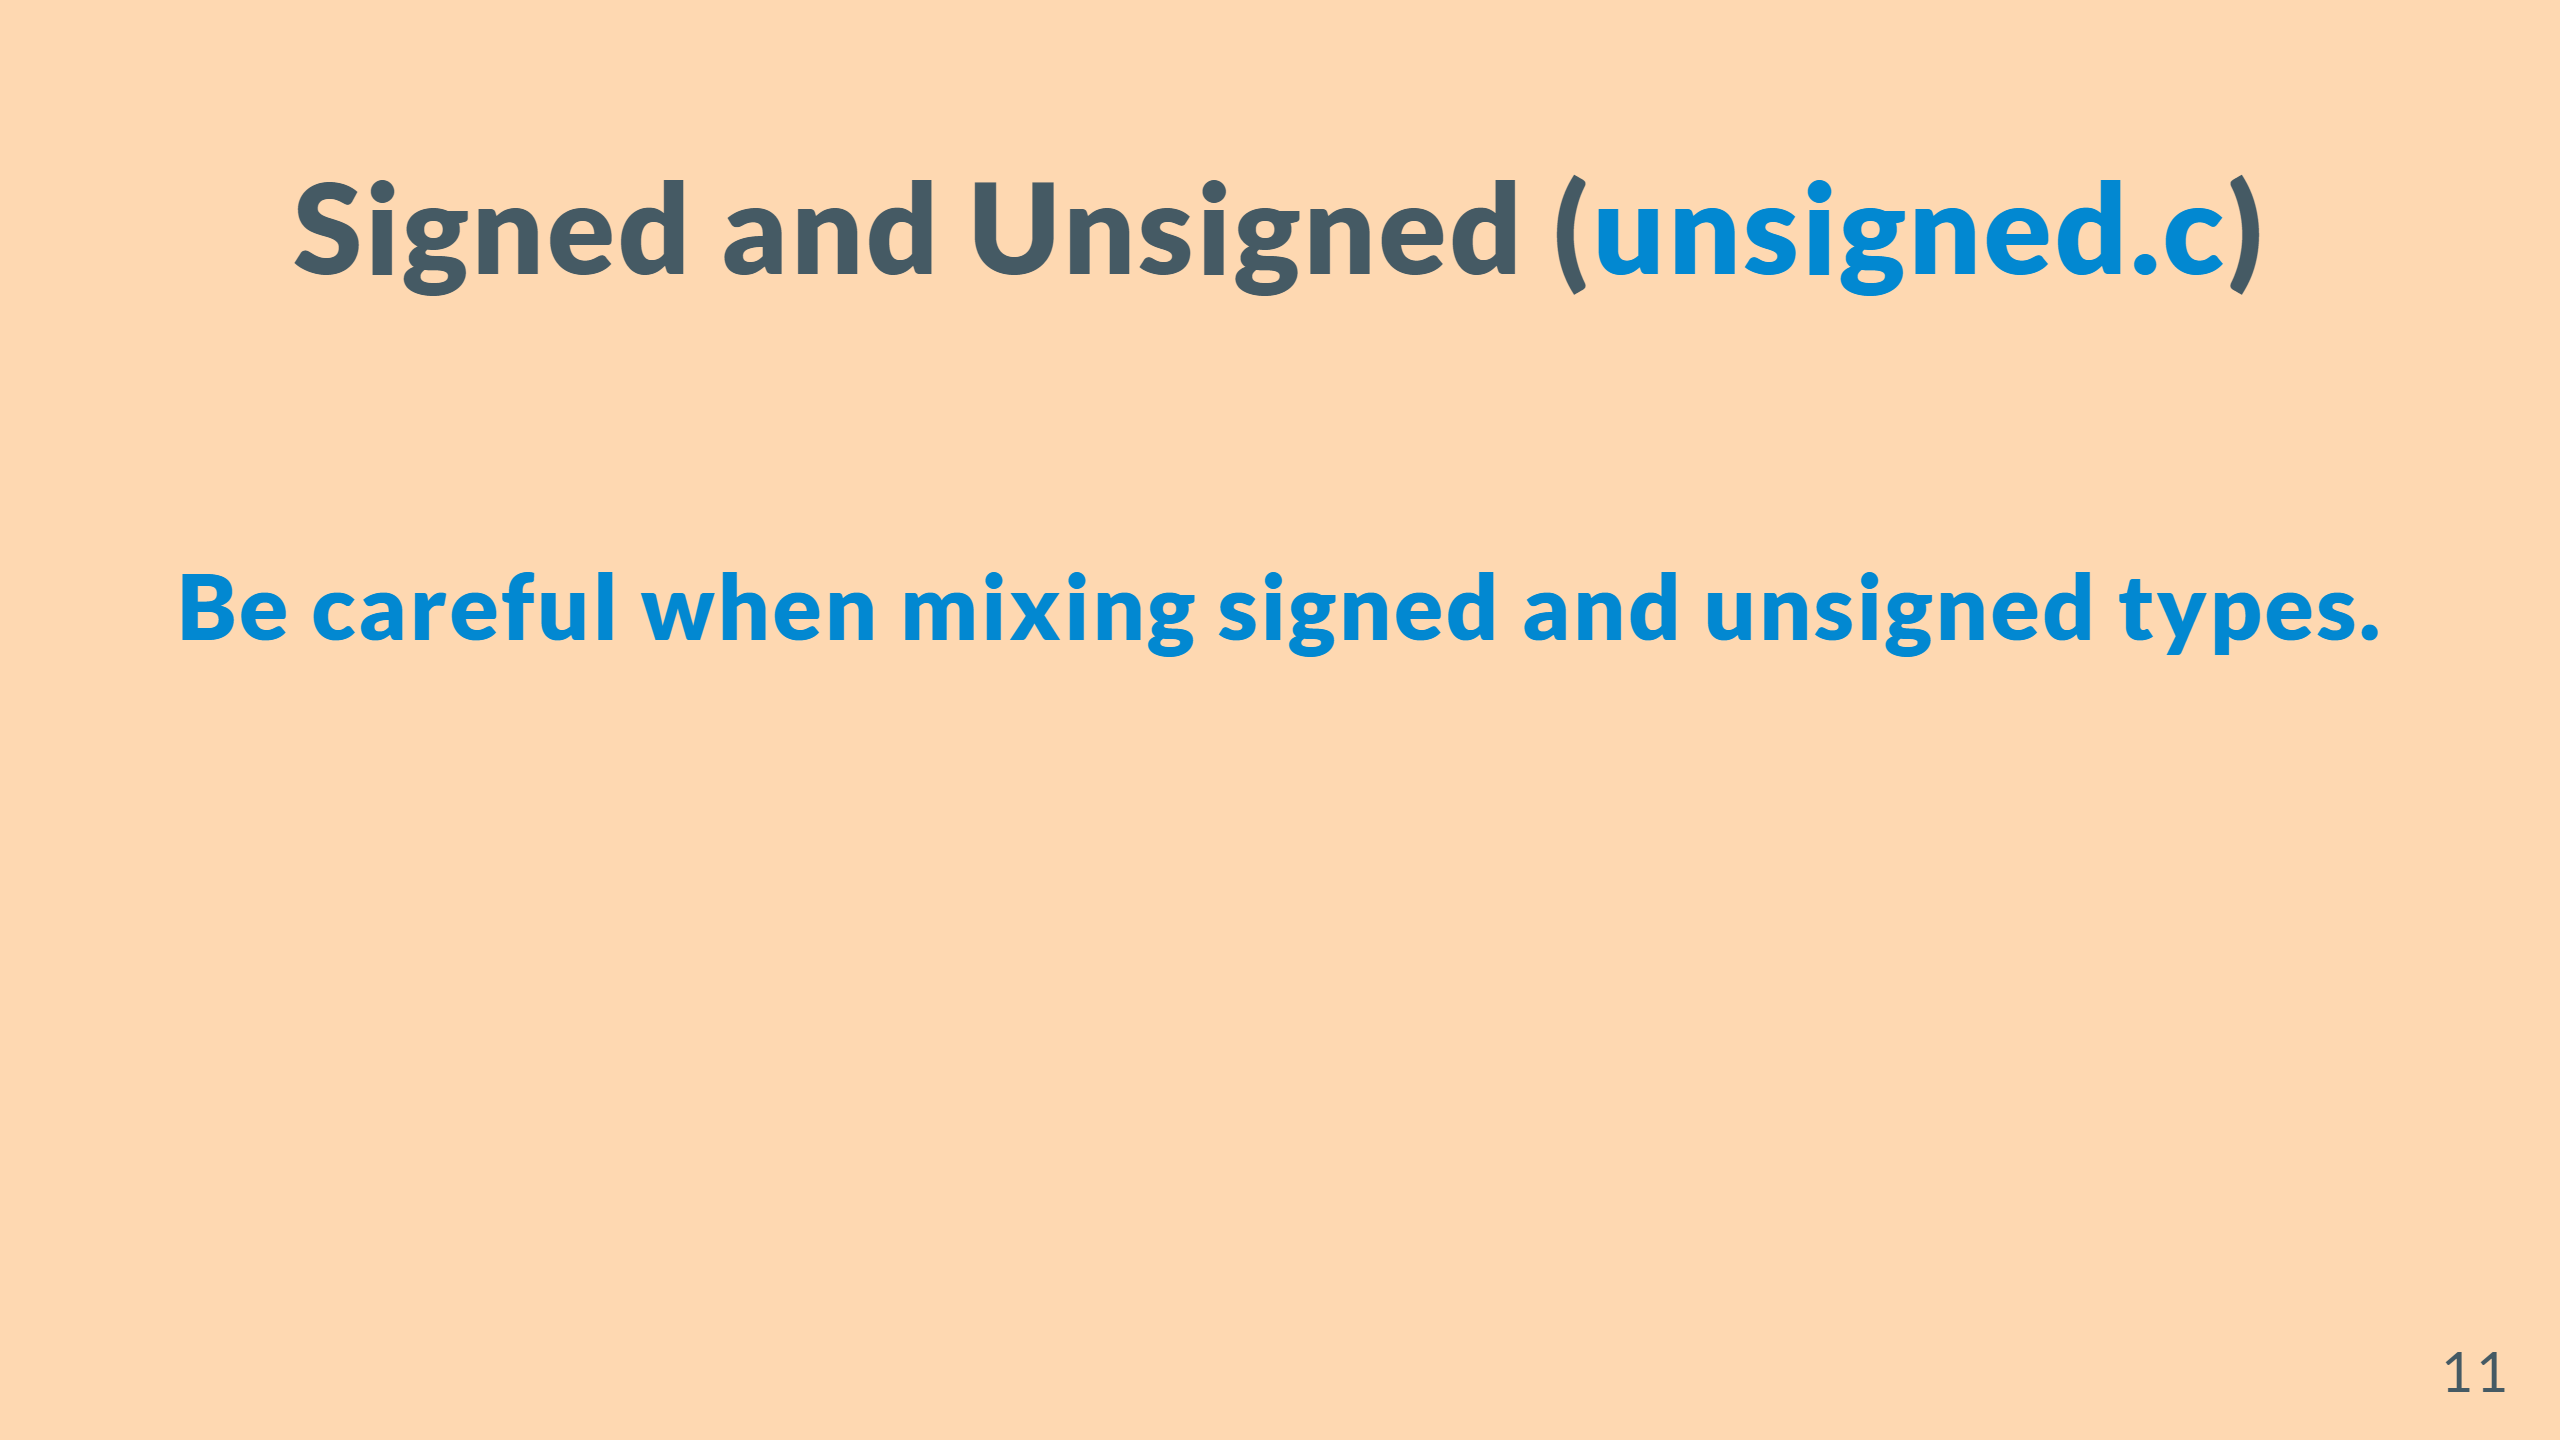 Signed and Unsigned (unsigned.c)
Be careful when mixing signed and unsigned types.
11